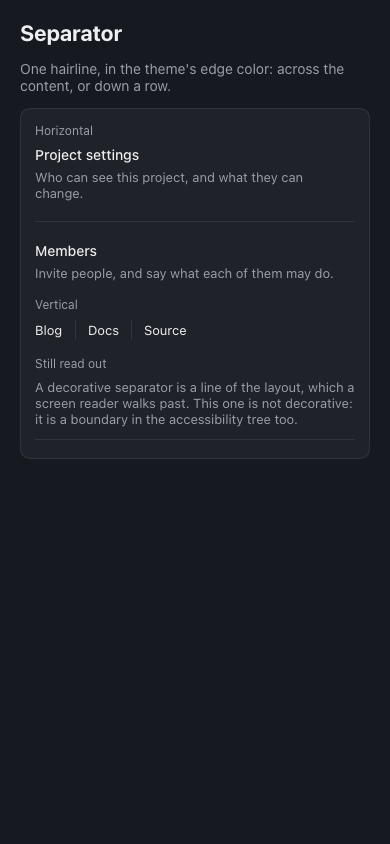 Separator
One hairline, in the theme's edge color: across the
content, or down a row.
Horizontal
Project settings
Who can see this project, and what they can
change.
Members
Invite people, and say what each of them may do.
Vertical
Blog
Docs
Source
Still read out
A decorative separator is a line of the layout, which a
screen reader walks past. This one is not decorative:
it is a boundary in the accessibility tree too.